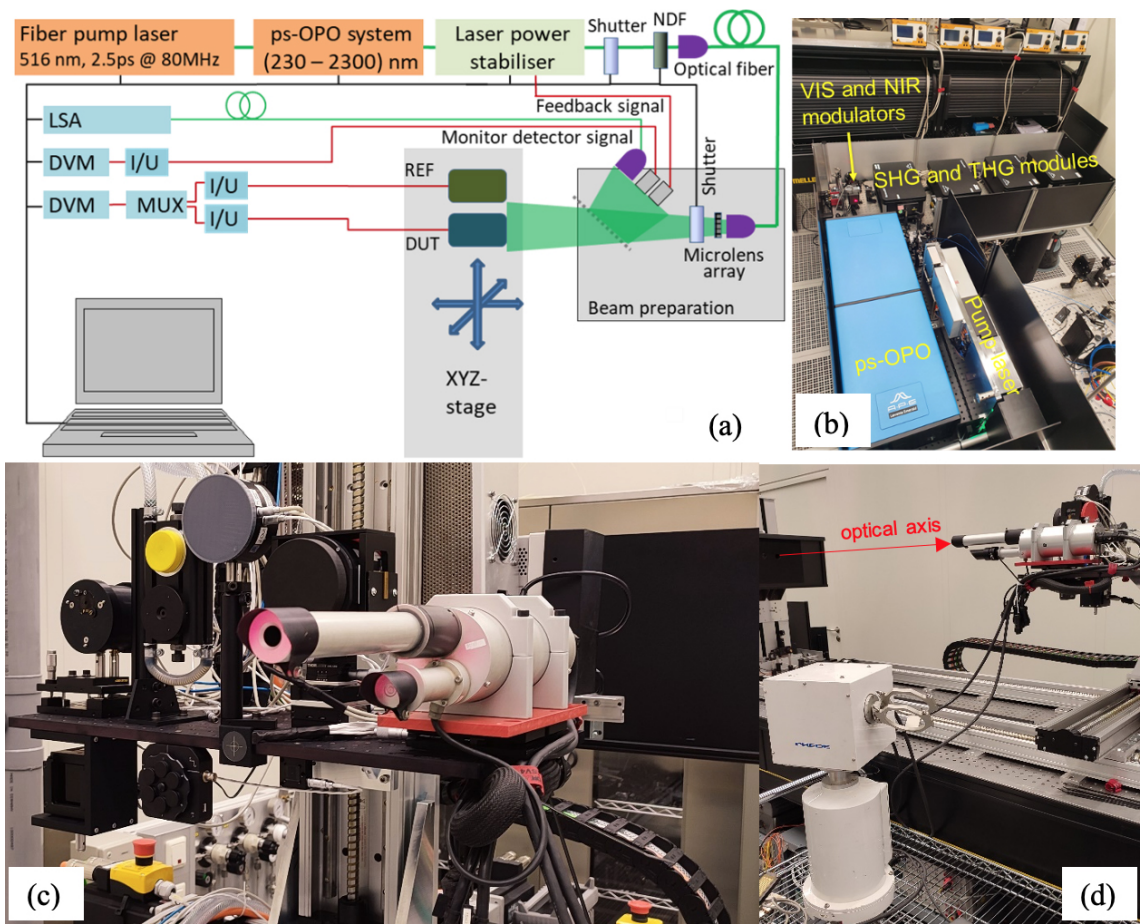 Fiber pump laser
516 nm, 2.5ps @ 80MHz
ps-OPO system
(230 – 2300) nm
Laser power
stabiliser
Shutter
NDF
Optical fiber
Feedback signal
LSA
Monitor detector signal
DVM
I/U
DVM
MUX
I/U
I/U
REF
DUT
Shutter
Microlens
array
Beam preparation
XYZ-
stage
(a)
VIS and NIR
modulators
SHG and THG modules
ps-OPO
Pump laser
(b)
(c)
optical axis
(d)